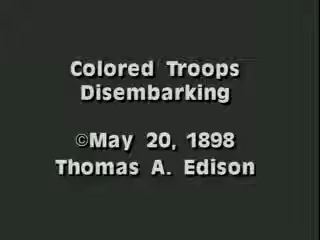 Colored Troops
Disembarking
©May 20, 1898
Thomas A. Edison